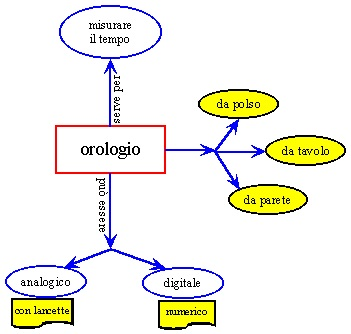 misurare
il tempo
serve per
da polso
orologio
da tavolo
da parete
può essere
analogico
digitale
con lancette
numerico